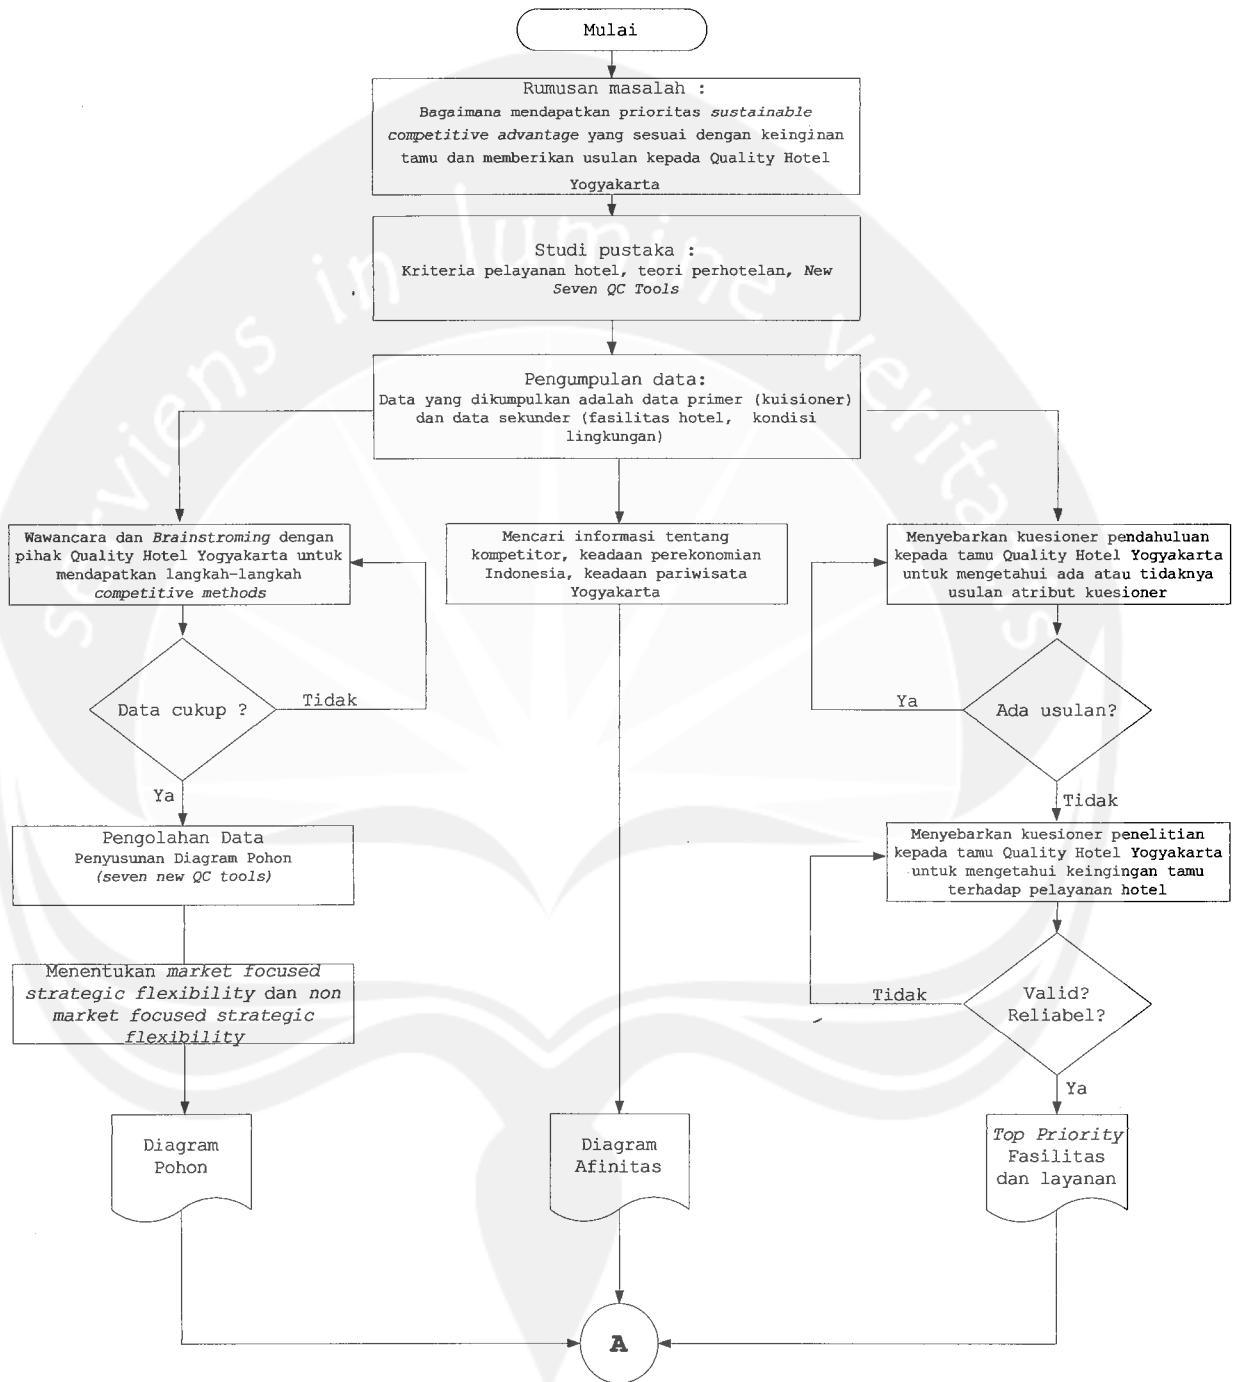 Mulai
Rumusan masalah :
Bagaimana mendapatkan prioritas sustainable
competitive advantage yang sesuai dengan keinginan
tamu dan memberikan usulan kepada Quality Hotel
Yogyakarta
Studi pustaka :
Kriteria pelayanan hotel, teori perhotelan, New
Seven QC Tools
Pengumpulan data:
Data yang dikumpulkan adalah data primer (kuisioner)
dan data sekunder (fasilitas hotel, kondisi
lingkungan)
Wawancara dan Brainstroming dengan
pihak Quality Hotel Yogyakarta untuk
mendapatkan langkah-langkah
competitive methods
Mencari informasi tentang
kompetitor, keadaan perekonomian
Indonesia, keadaan pariwisata
Yogyakarta
Menyebarkan kuesioner pendahuluan
kepada tamu Quality Hotel Yogyakarta
untuk mengetahui ada atau tidaknya
usulan atribut kuesioner
Data cukup ?
Tidak
Ya
Ya
Ada usulan?
Tidak
Pengolahan Data
Penyusunan Diagram Pohon
(seven new QC tools)
Menyebarkan kuesioner penelitian
kepada tamu Quality Hotel Yogyakarta
untuk mengetahui keingingan tamu
terhadap pelayanan hotel
Menentukan market focused
strategic flexibility dan non
market focused strategic
flexibility
Tidak
Valid?
Reliabel?
Ya
Diagram
Pohon
Diagram
Afinitas
Top Priority
Fasilitas
dan layanan
A
serviens in lumine veritatis